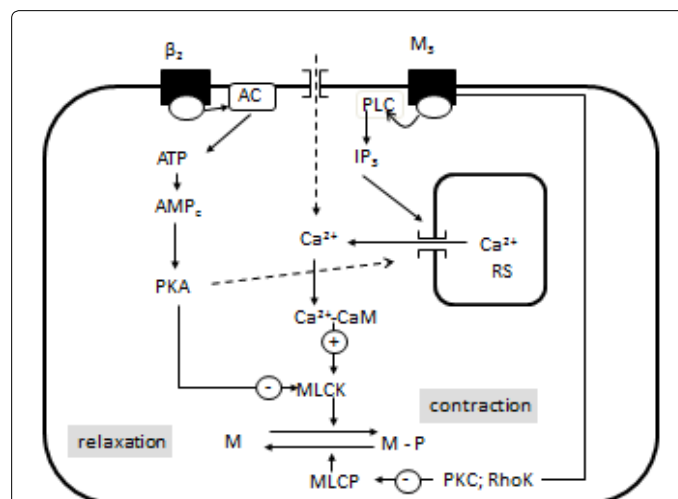 β₂
M₃
AC
PLC
ATP
IP₃
AMPc
Ca²⁺
Ca²⁺
RS
PKA
Ca²⁺-CaM
+
-
MLCK
contraction
relaxation
M
M - P
MLCP
-
PKC; RhoK